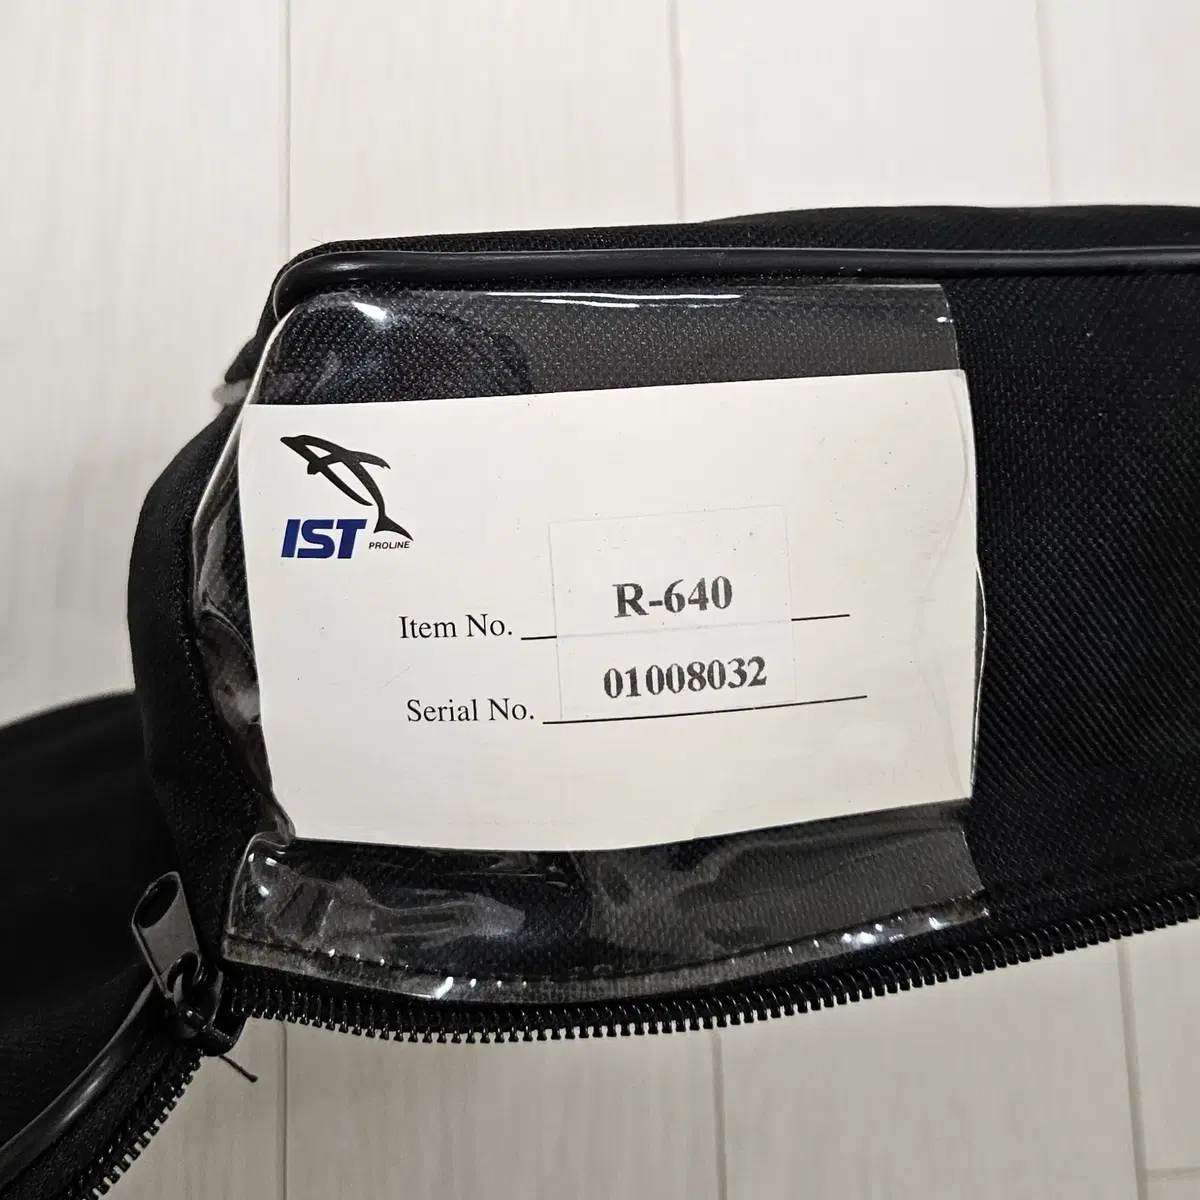 IST PROLINE
Item No. R-640
Serial No. 01008032